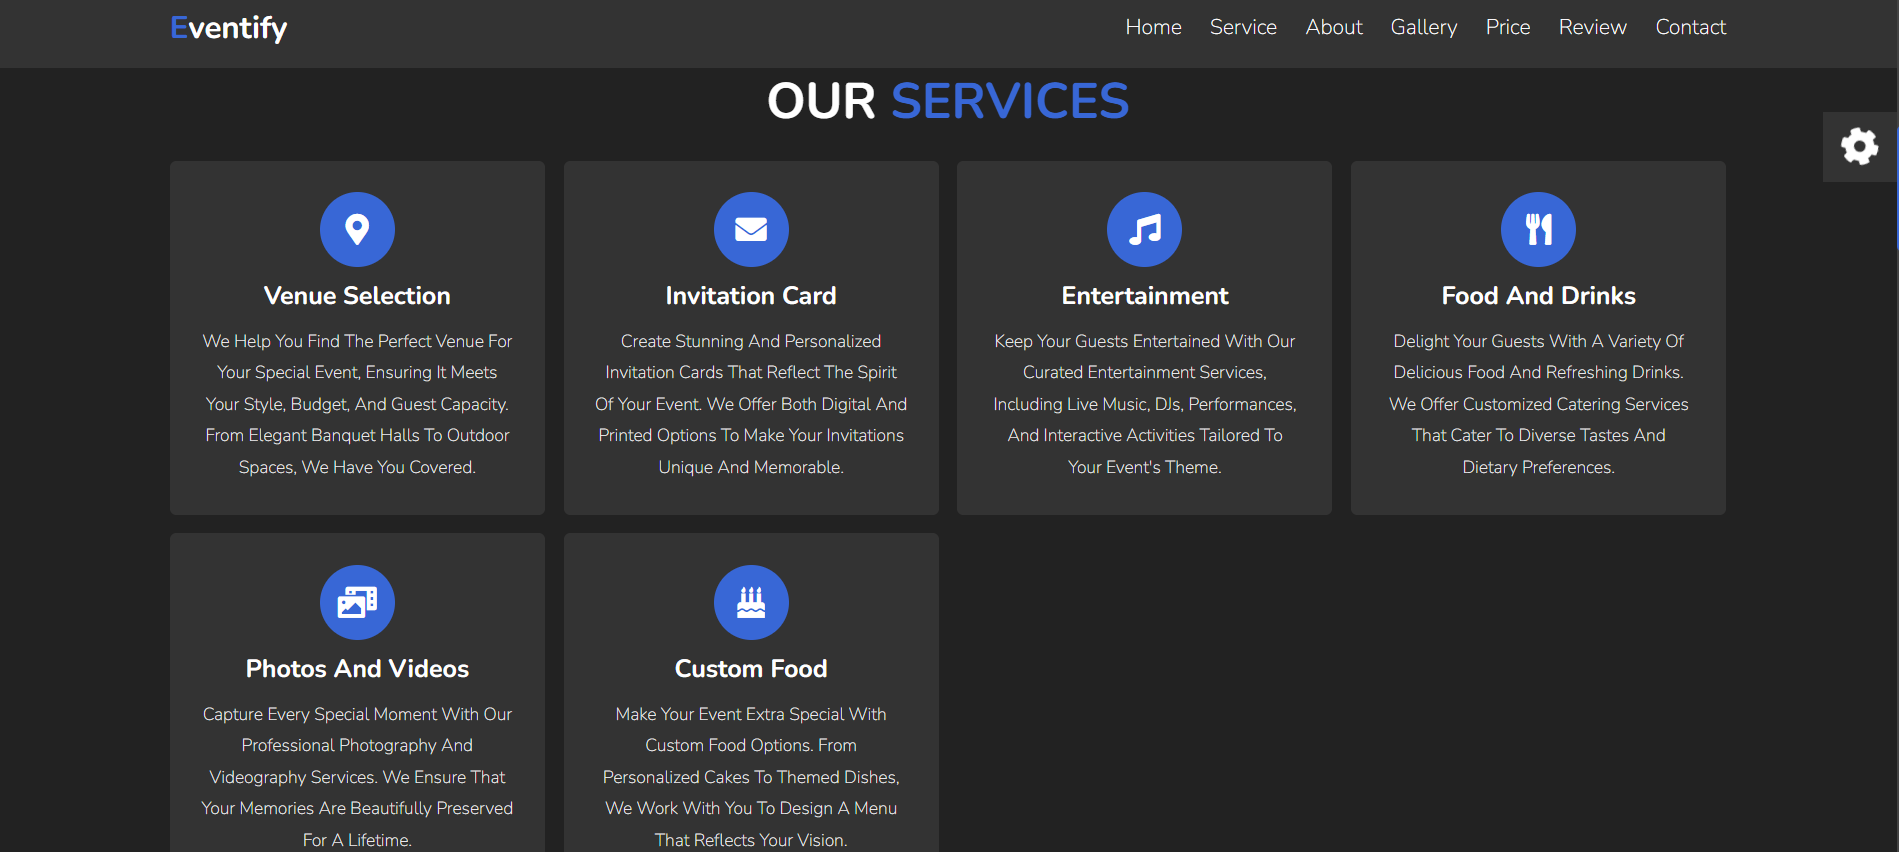 Eventify
Home Service About Gallery Price Review Contact
OUR SERVICES
Venue Selection
We Help You Find The Perfect Venue For
Your Special Event, Ensuring It Meets
Your Style, Budget, And Guest Capacity.
From Elegant Banquet Halls To Outdoor
Spaces, We Have You Covered.
Invitation Card
Create Stunning And Personalized
Invitation Cards That Reflect The Spirit
Of Your Event. We Offer Both Digital And
Printed Options To Make Your Invitations
Unique And Memorable.
Entertainment
Keep Your Guests Entertained With Our
Curated Entertainment Services,
Including Live Music, DJs, Performances,
And Interactive Activities Tailored To
Your Event's Theme.
Food And Drinks
Delight Your Guests With A Variety Of
Delicious Food And Refreshing Drinks.
We Offer Customized Catering Services
That Cater To Diverse Tastes And
Dietary Preferences.
Photos And Videos
Capture Every Special Moment With Our
Professional Photography And
Videography Services. We Ensure That
Your Memories Are Beautifully Preserved
For A Lifetime.
Custom Food
Make Your Event Extra Special With
Custom Food Options. From
Personalized Cakes To Themed Dishes,
We Work With You To Design A Menu
That Reflects Your Vision.